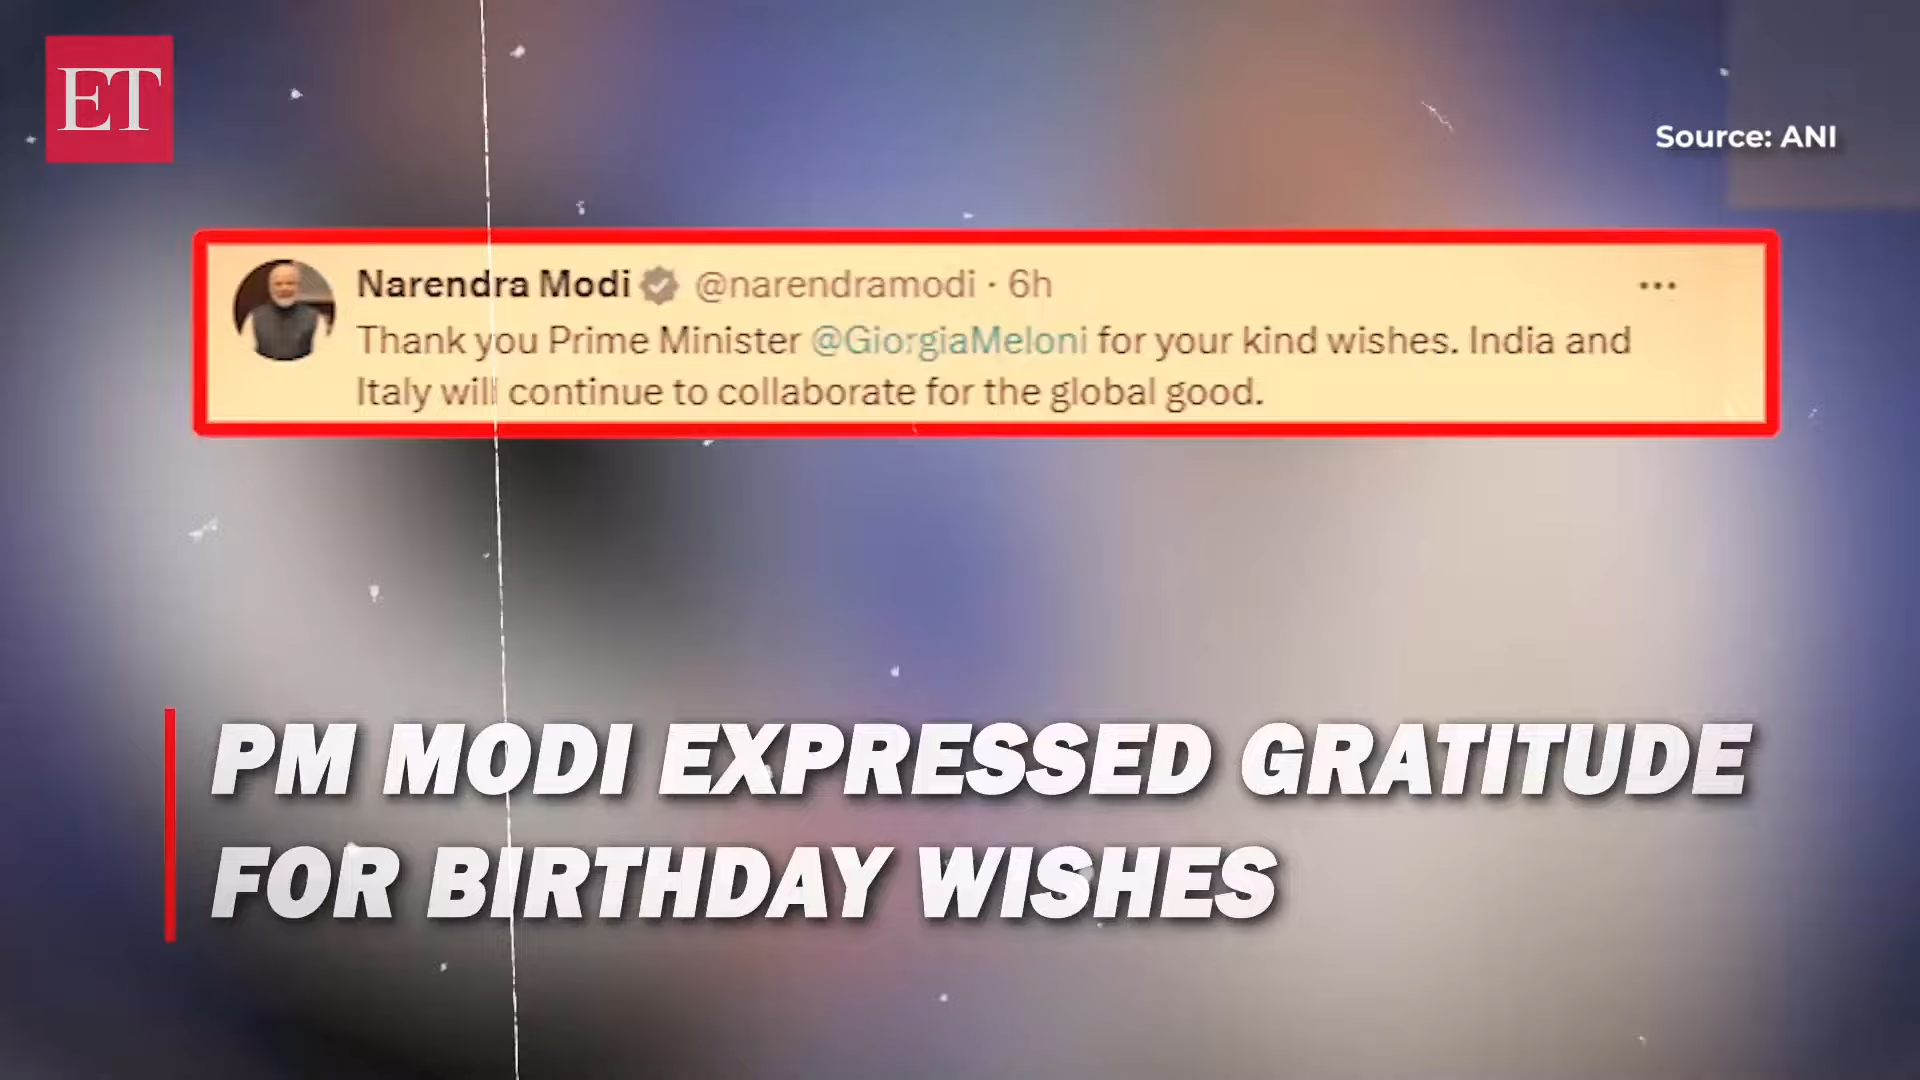 ET
Source: ANI
Narendra Modi @narendramodi · 6h
Thank you Prime Minister @GiorgiaMeloni for your kind wishes. India and
Italy will continue to collaborate for the global good.
PM MODI EXPRESSED GRATITUDE
FOR BIRTHDAY WISHES